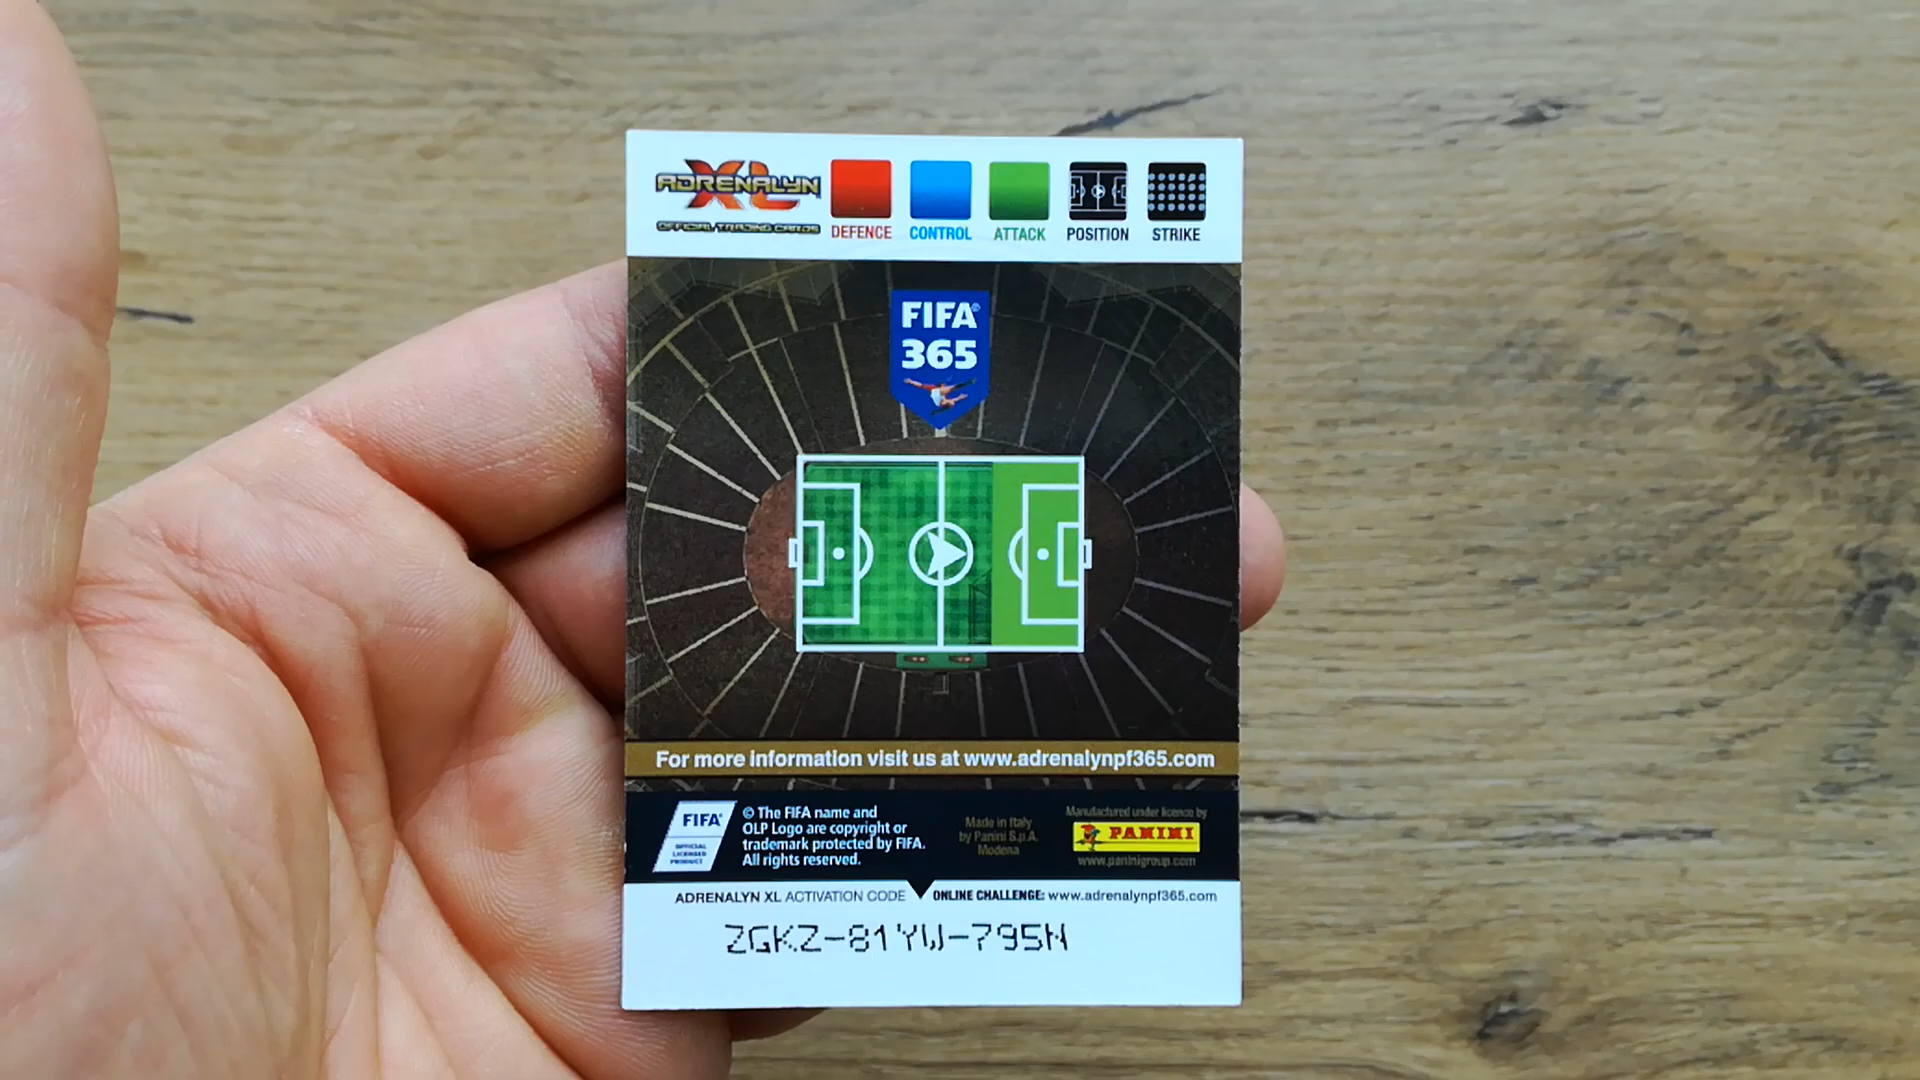 ADRENALYN XL
OFFICIAL TRADING CARDS
DEFENCE CONTROL ATTACK POSITION STRIKE
FIFA®
365
For more information visit us at www.adrenalynpf365.com
FIFA®
OFFICIAL
LICENSED
PRODUCT
© The FIFA name and
OLP Logo are copyright or
trademark protected by FIFA.
All rights reserved.
Made in Italy
by Panini S.p.A.
Modena
Manufactured under licence by
PANINI
www.paninigroup.com
ADRENALYN XL ACTIVATION CODE
ONLINE CHALLENGE: www.adrenalynpf365.com
ZGKZ-81YW-795N